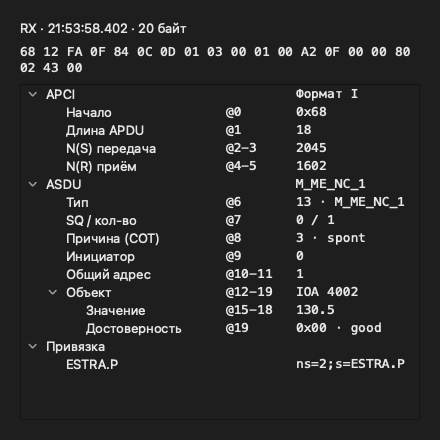 RX · 21:53:58.402 · 20 байт
68 12 FA 0F 84 0C 0D 01 03 00 01 00 A2 0F 00 00 80
02 43 00
APCI Формат I
Начало @0 0x68
Длина APDU @1 18
N(S) передача @2–3 2045
N(R) приём @4–5 1602
ASDU M_ME_NC_1
Тип @6 13 · M_ME_NC_1
SQ / кол-во @7 0 / 1
Причина (COT) @8 3 · spont
Инициатор @9 0
Общий адрес @10–11 1
Объект @12–19 IOA 4002
Значение @15–18 130.5
Достоверность @19 0x00 · good
Привязка
ESTRA.P ns=2;s=ESTRA.P